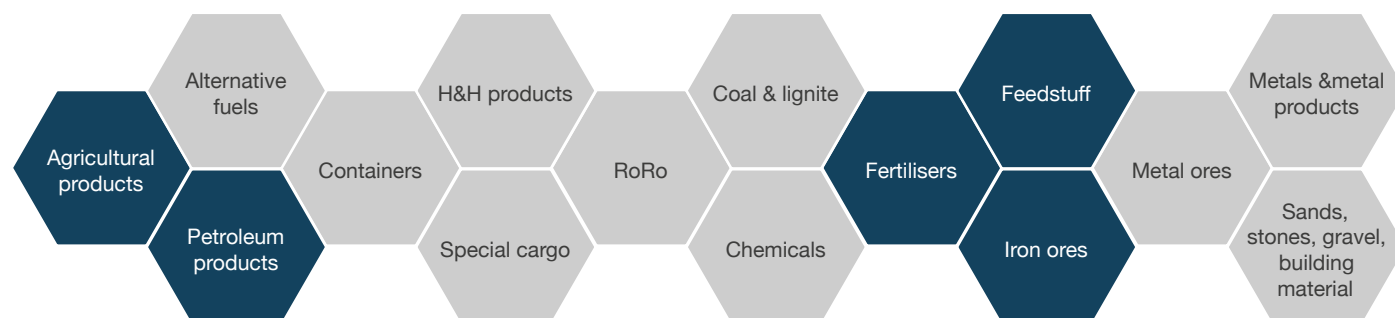 Agricultural
products
Alternative
fuels
Petroleum
products
Containers
H&H products
Special cargo
RoRo
Coal & lignite
Chemicals
Fertilisers
Feedstuff
Iron ores
Metal ores
Metals &metal
products
Sands,
stones, gravel,
building
material